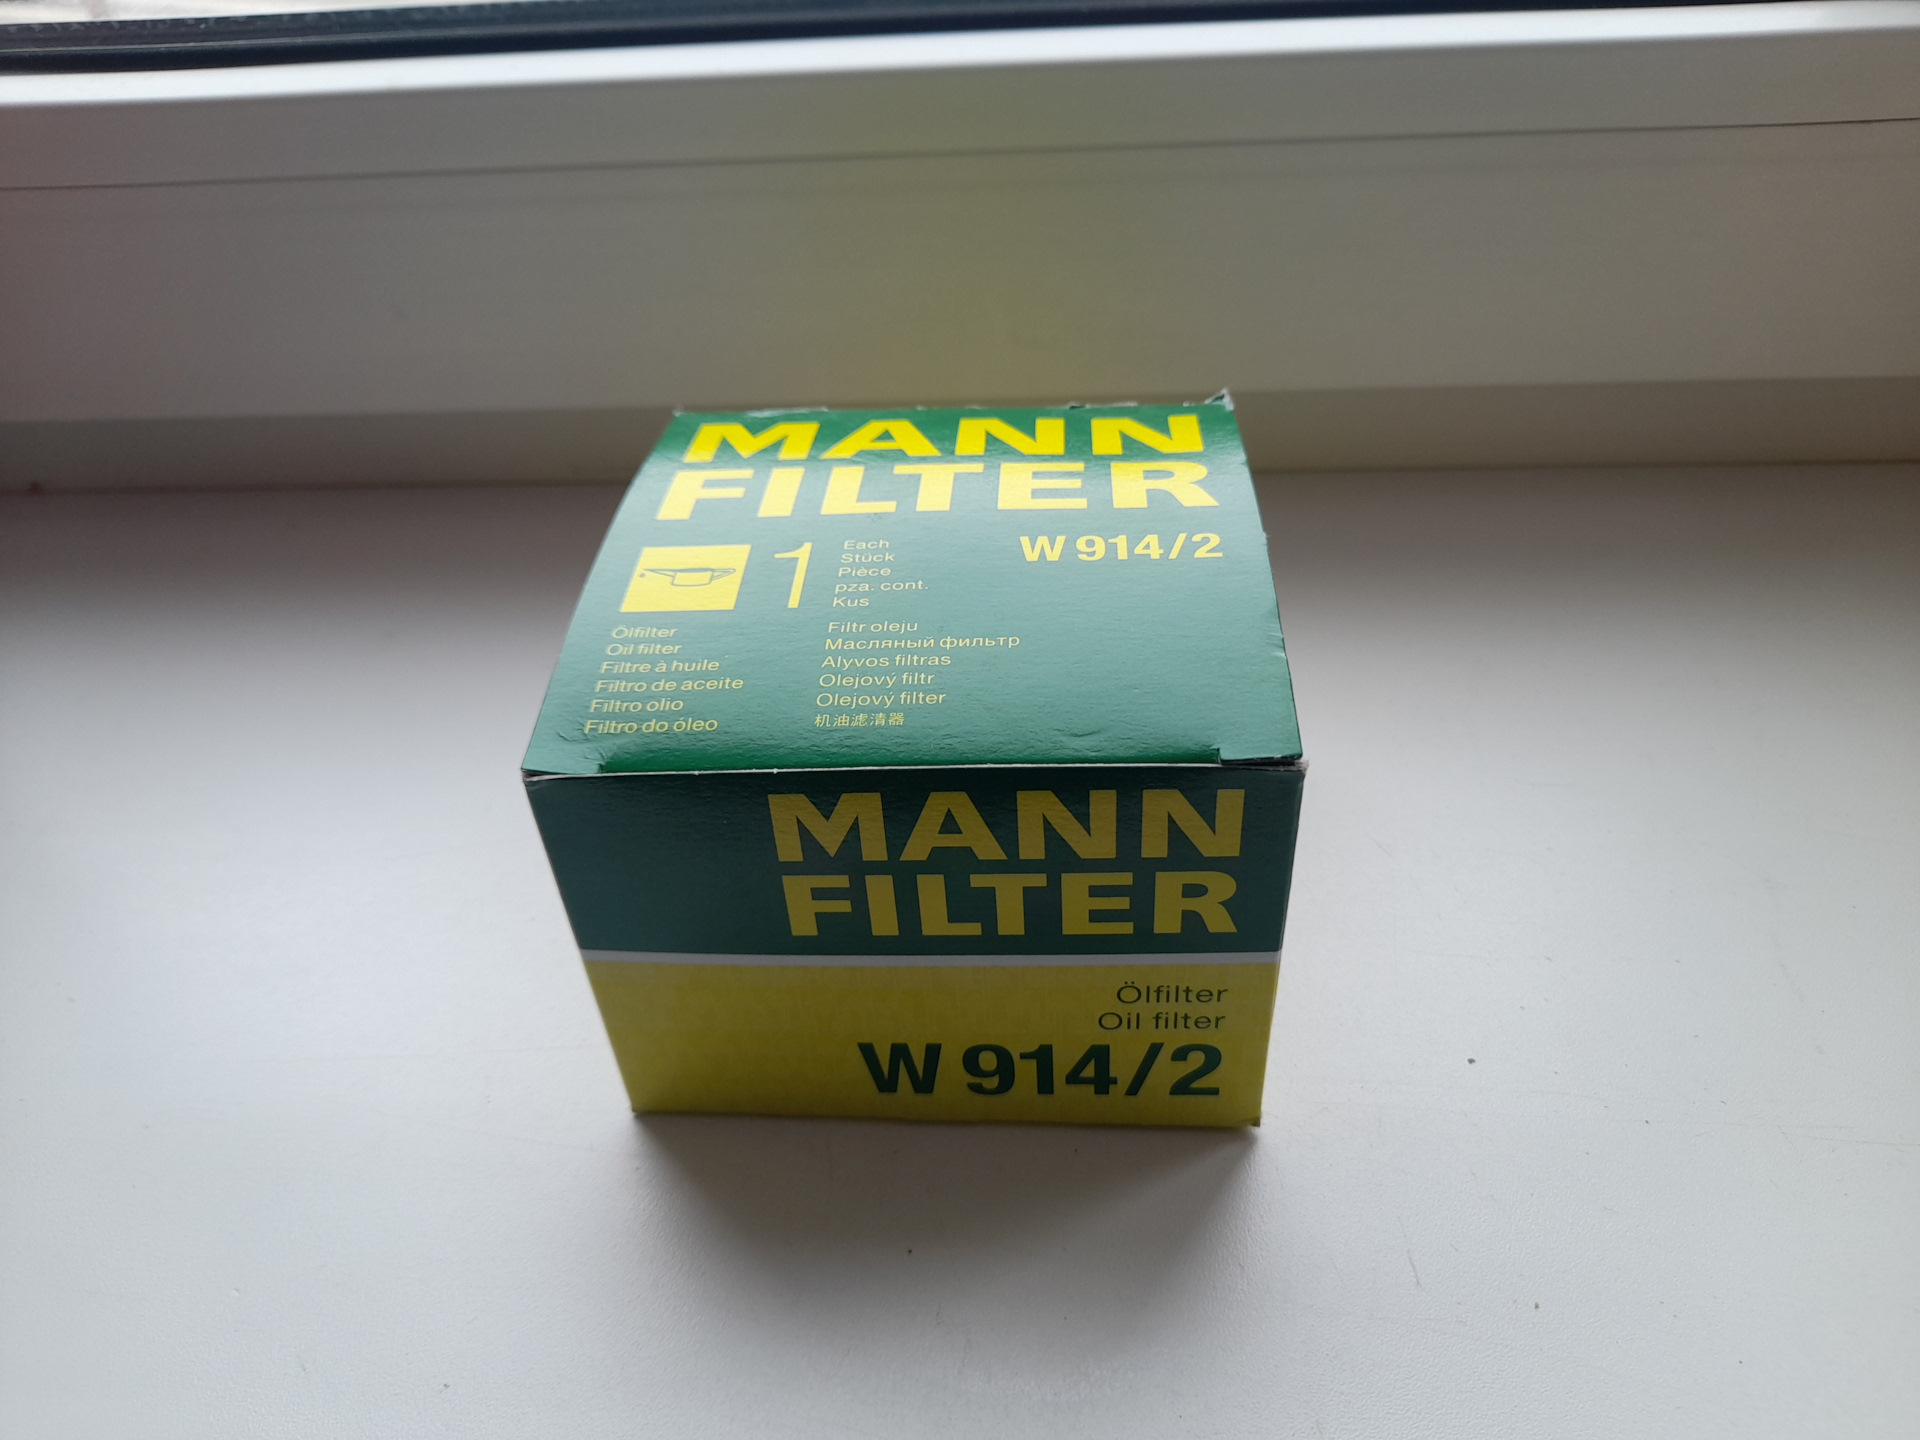 MANN
FILTER
W 914/2
1
Each
Stück
Pièce
pza. cont.
Kus
Ölfilter
Oil filter
Filtre à huile
Filtro de aceite
Filtro olio
Filtro do óleo
Filtr oleju
Масляный фильтр
Alyvos filtras
Olejový filtr
Olejový filter
机油滤清器
MANN
FILTER
Ölfilter
Oil filter
W 914/2